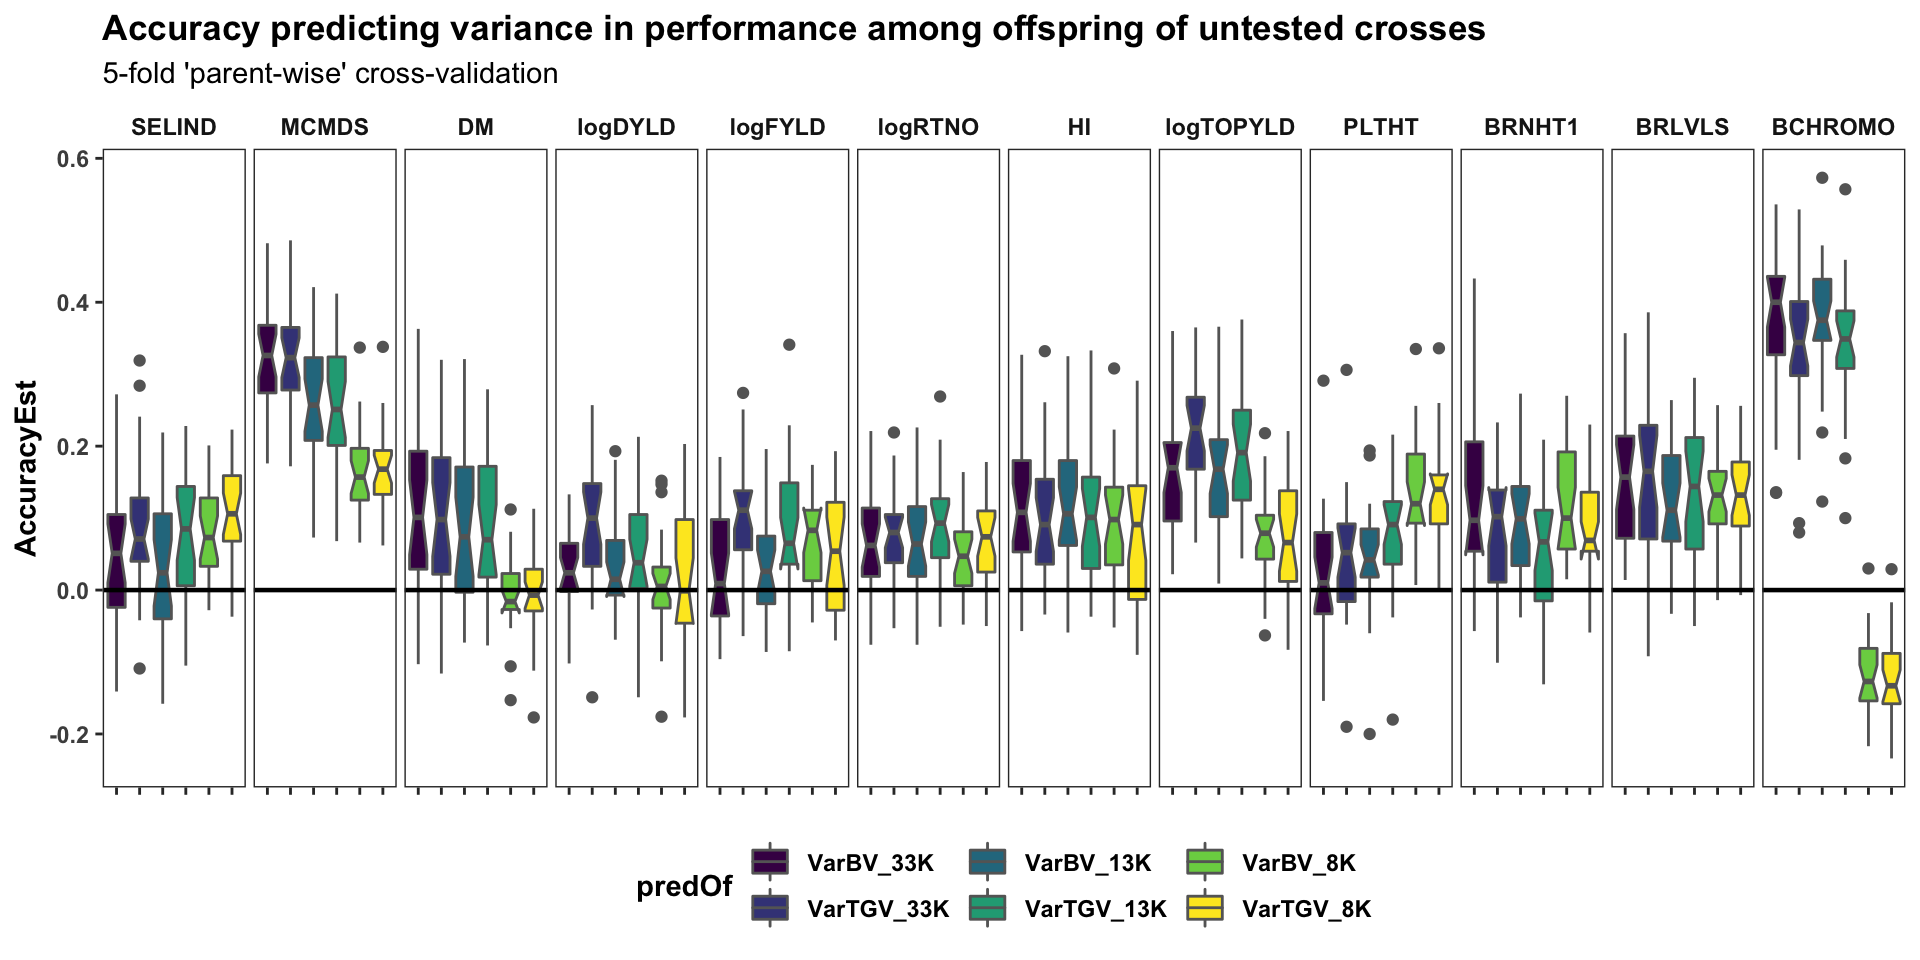 Accuracy predicting variance in performance among offspring of untested crosses
5-fold 'parent-wise' cross-validation
SELIND MCMDS DM logDYLD logFYLD logRTNO HI logTOPYLD PLTHT BRNHT1 BRLVLS BCHROMO
0.6
0.4
0.2
0.0
-0.2
AccuracyEst
predOf
VarBV_33K VarBV_13K VarBV_8K
VarTGV_33K VarTGV_13K VarTGV_8K